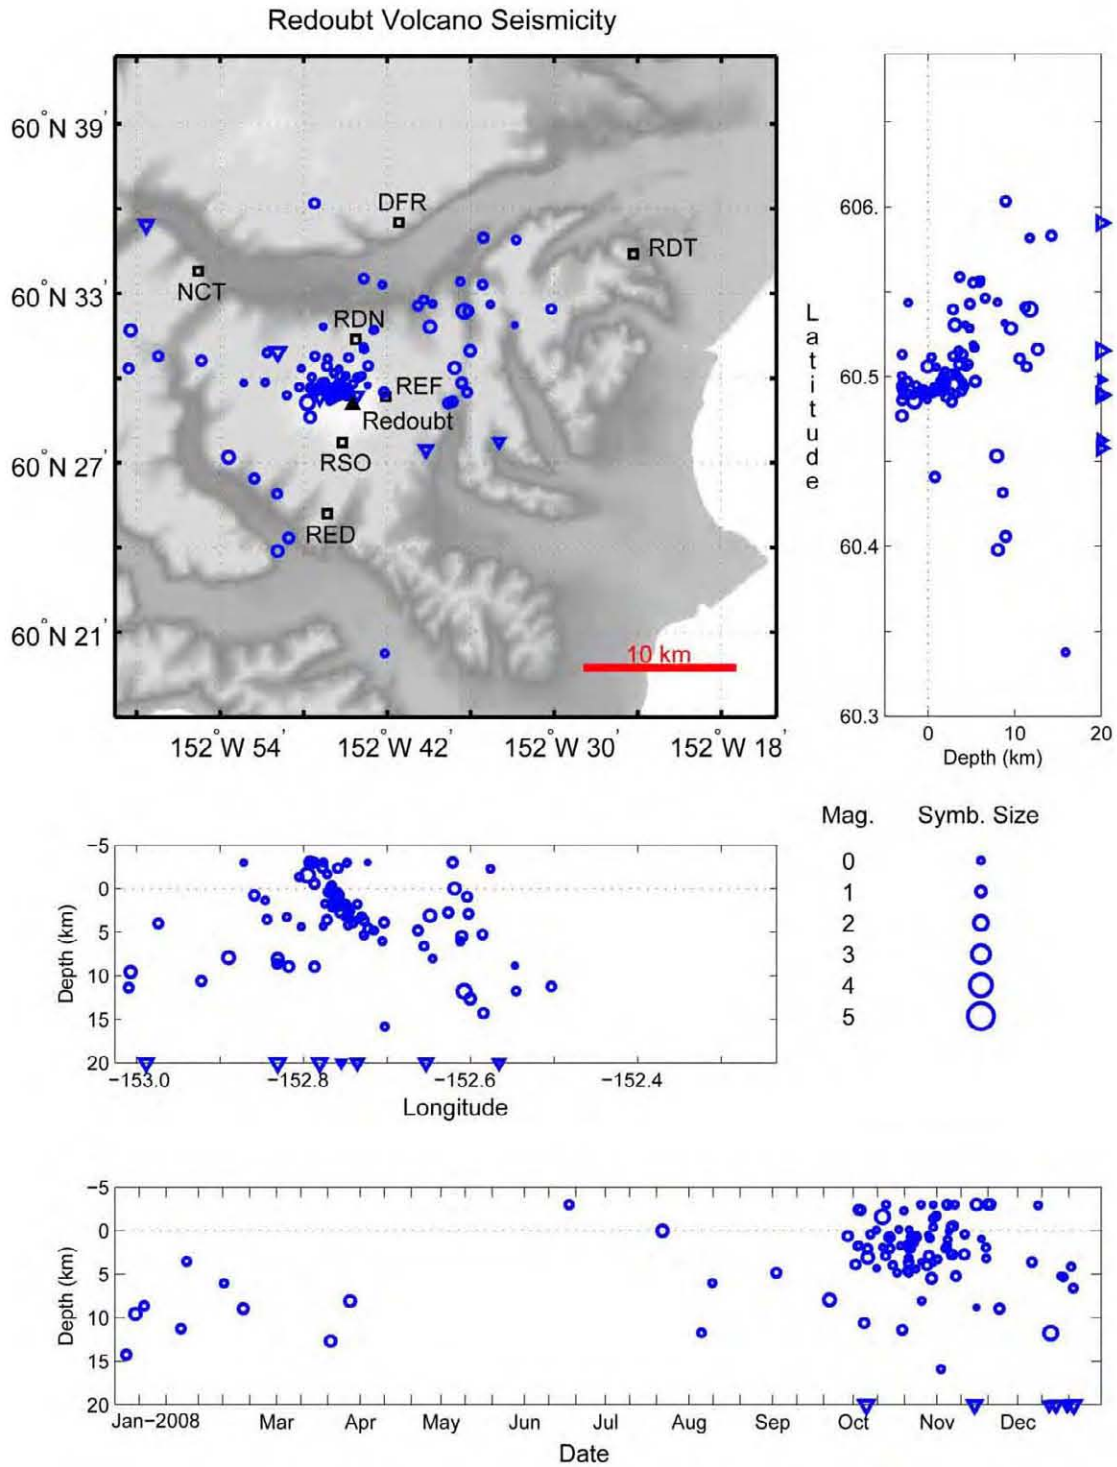 Redoubt Volcano Seismicity
60°N 39'
60°N 33'
60°N 27'
60°N 21'
DFR
RDT
NCT
RDN
REF
Redoubt
RSO
RED
10 km
152°W 54' 152°W 42' 152°W 30' 152°W 18'
Latitude
606.
60.5
60.4
60.3
0 10 20
Depth (km)
−5
0
5
10
15
20
Depth (km)
−153.0 −152.8 −152.6 −152.4
Longitude
Mag. Symb. Size
0
1
2
3
4
5
−5
0
5
10
15
20
Depth (km)
Jan−2008 Mar Apr May Jun Jul Aug Sep Oct Nov Dec
Date